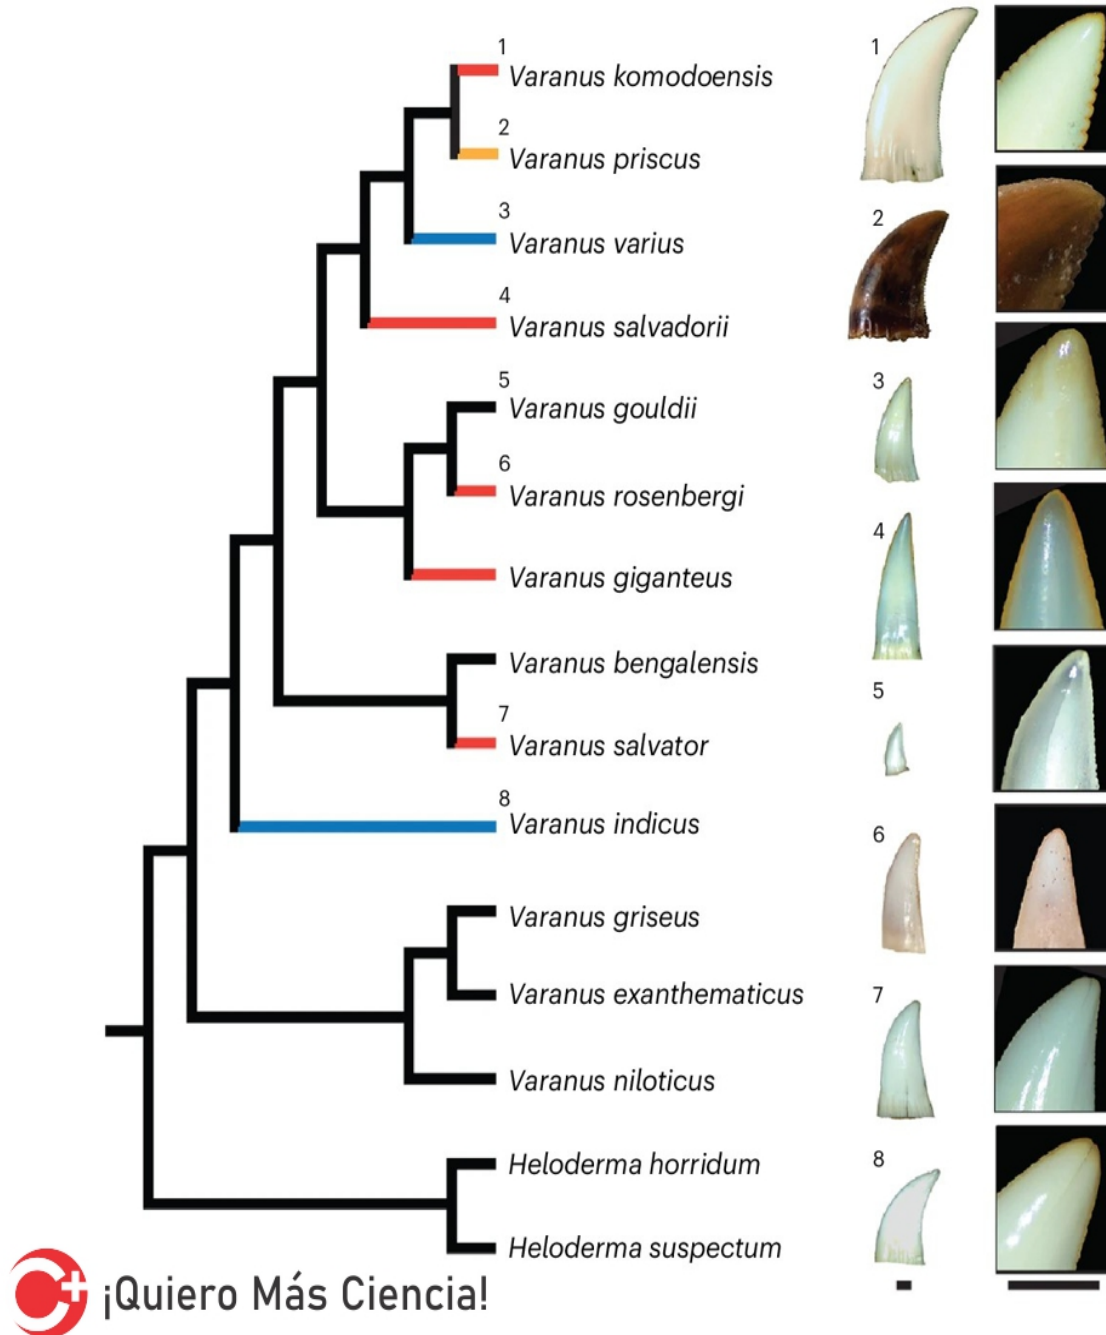 1
Varanus komodoensis
2
Varanus priscus
3
Varanus varius
4
Varanus salvadorii
5
Varanus gouldii
6
Varanus rosenbergi
Varanus giganteus
Varanus bengalensis
7
Varanus salvator
8
Varanus indicus
Varanus griseus
Varanus exanthematicus
Varanus niloticus
Heloderma horridum
Heloderma suspectum
1
2
3
4
5
6
7
8
C+ ¡Quiero Más Ciencia!